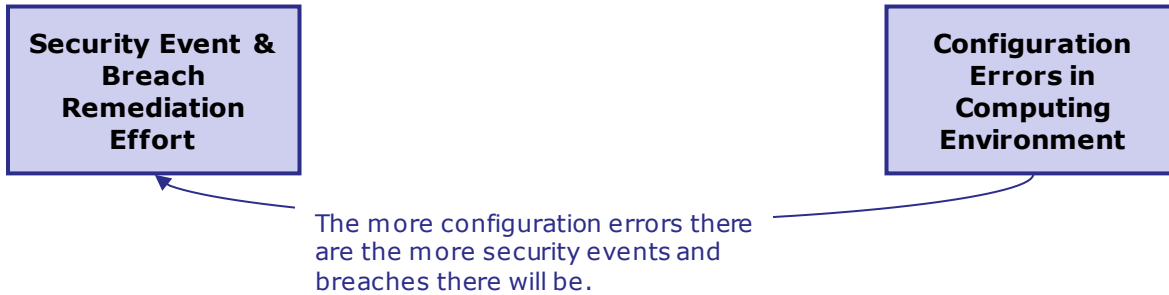 Security Event &
Breach
Remediation
Effort
Configuration
Errors in
Computing
Environment
The more configuration errors there
are the more security events and
breaches there will be.